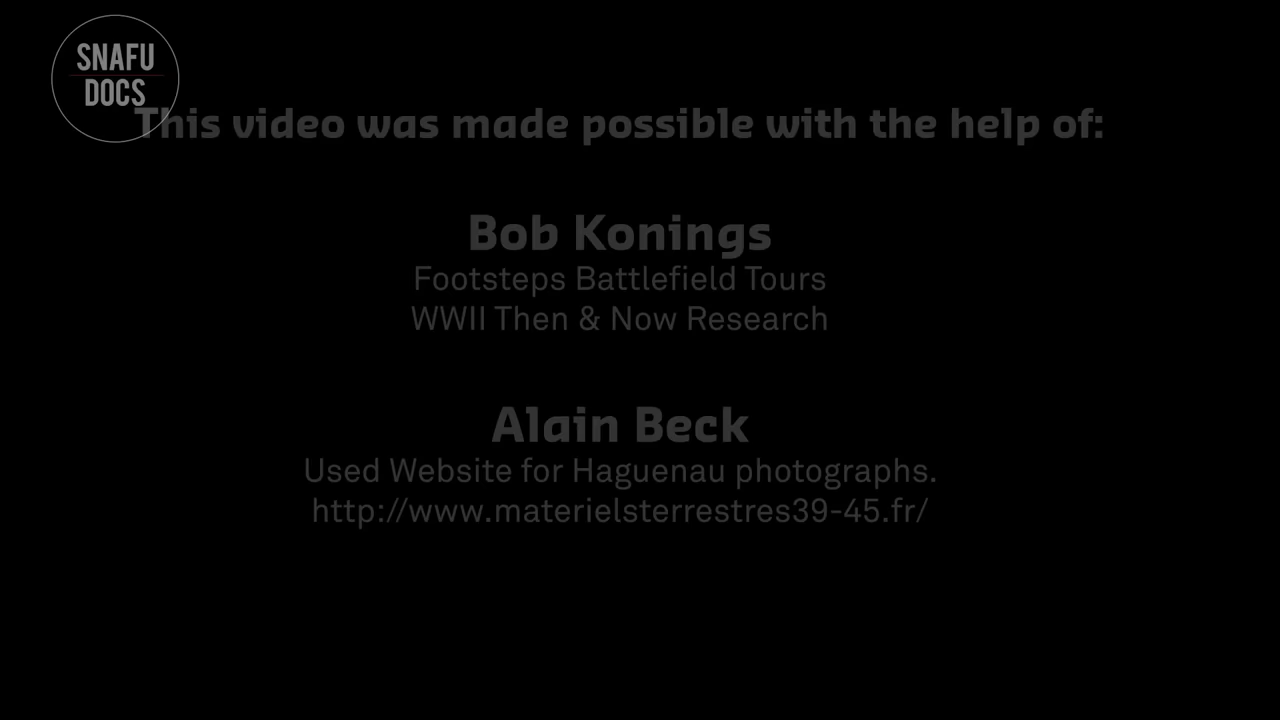 SNAFU
DOCS
This video was made possible with the help of:
Bob Konings
Footsteps Battlefield Tours
WWII Then & Now Research
Alain Beck
Used Website for Haguenau photographs.
http://www.materielsterrestres39-45.fr/